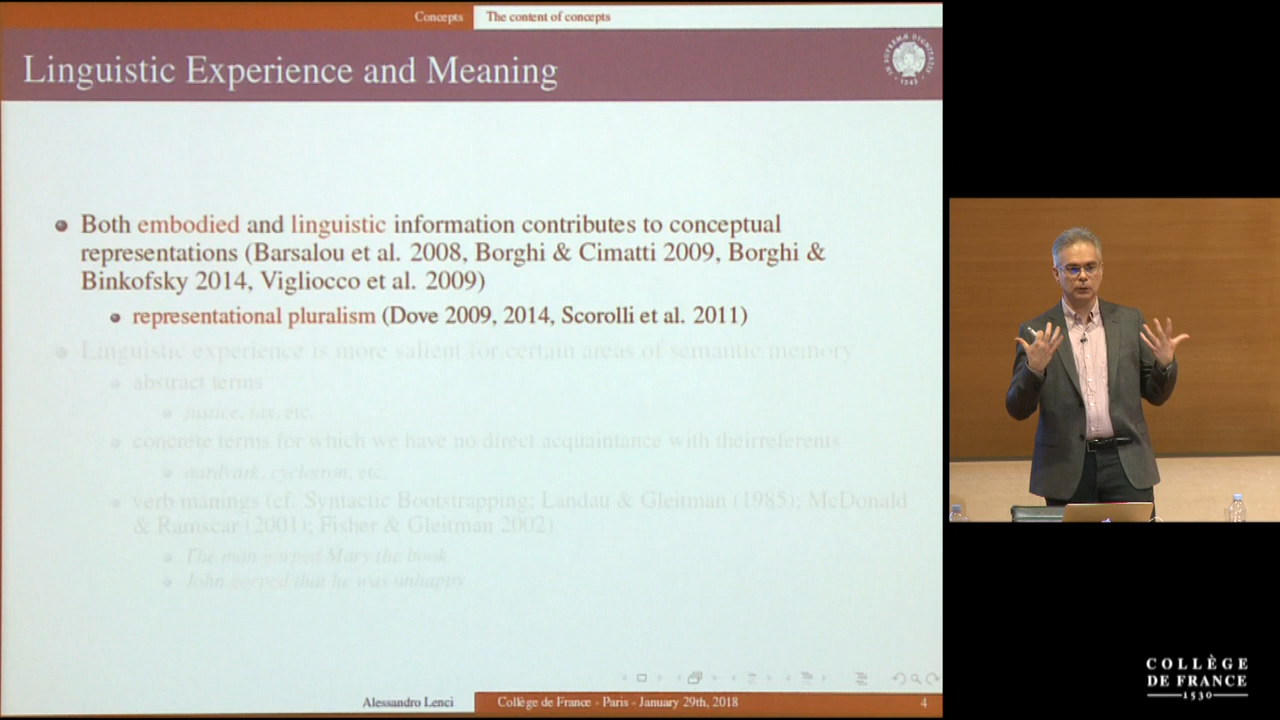 Concepts The content of concepts
Linguistic Experience and Meaning
Both embodied and linguistic information contributes to conceptual
representations (Barsalou et al. 2008, Borghi & Cimatti 2009, Borghi &
Binkofsky 2014, Vigliocco et al. 2009)
representational pluralism (Dove 2009, 2014, Scorolli et al. 2011)
Linguistic experience is more salient for certain areas of semantic memory
abstract terms
justice, tax, etc.
concrete terms for which we have no direct acquaintance with theirreferents
aardvark, cyclotron, etc.
verb manings (cf. Syntactic Bootstrapping: Landau & Gleitman (1985); McDonald
& Ramscar (2001); Fisher & Gleitman 2002)
The man gorped Mary the book
John gorped that he was unhappy
Alessandro Lenci Collège de France - Paris - January 29th, 2018 4
COLLÈGE
DE FRANCE
1530